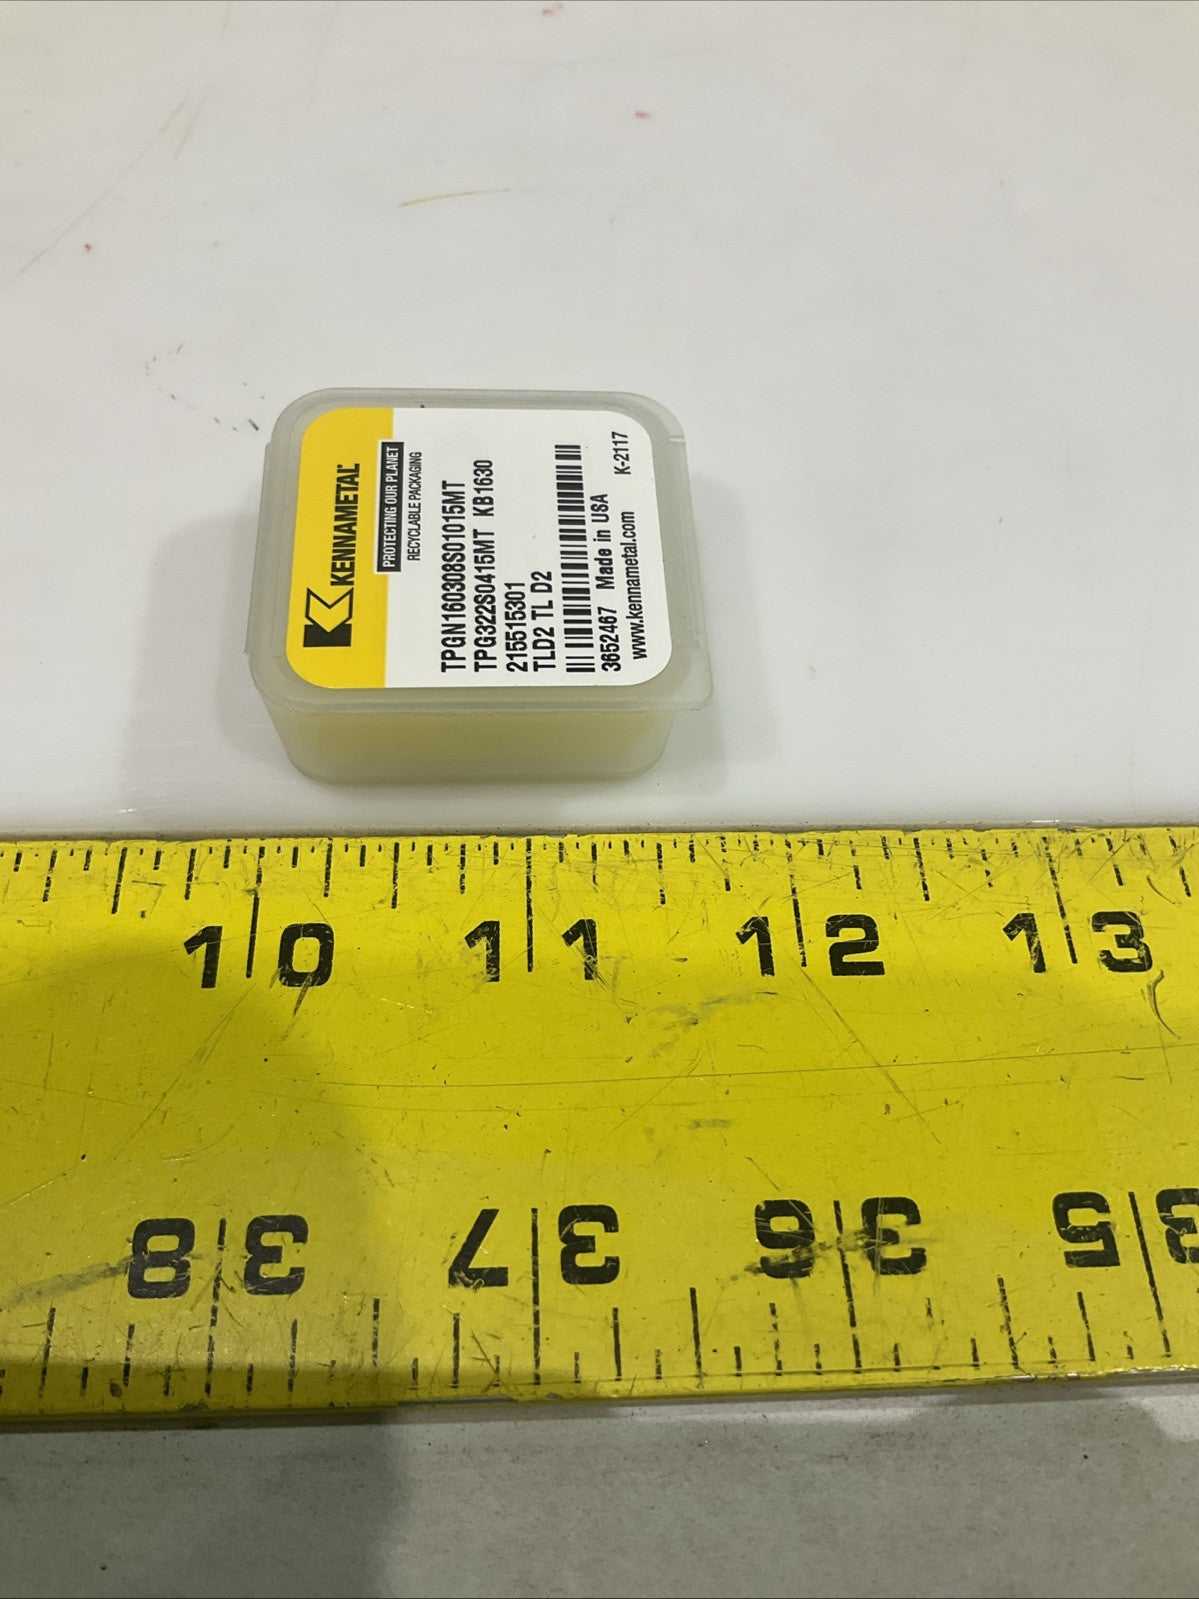 KENNAMETAL
PROTECTING OUR PLANET
RECYCLABLE PACKAGING
TPGN160308S01015MT
TPG322S0415MT KB1630
215515301
TLD2 TL D2
3652467 Made in USA K-2117
www.kennametal.com
10 11 12 13
38 37 36 35